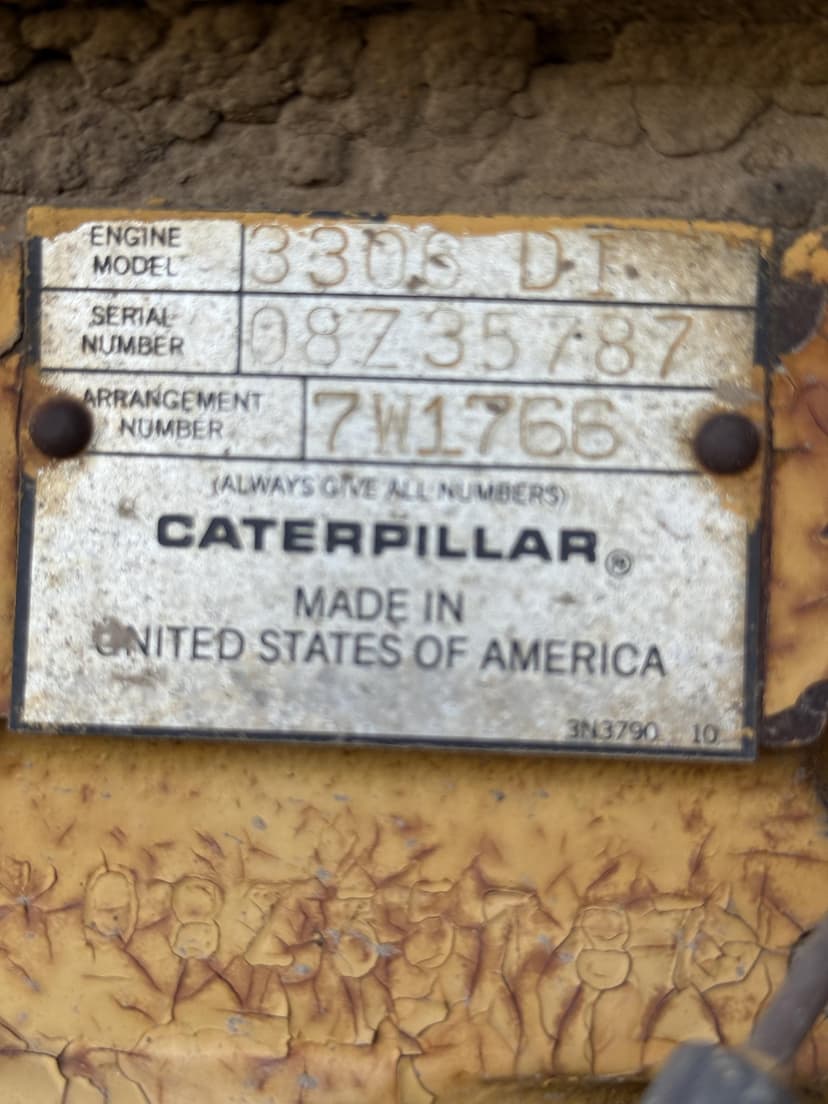 ENGINE MODEL 3306 DI
SERIAL NUMBER 08Z35787
ARRANGEMENT NUMBER 7W1766
(ALWAYS GIVE ALL NUMBERS)
CATERPILLAR ®
MADE IN
UNITED STATES OF AMERICA
3N3790 10